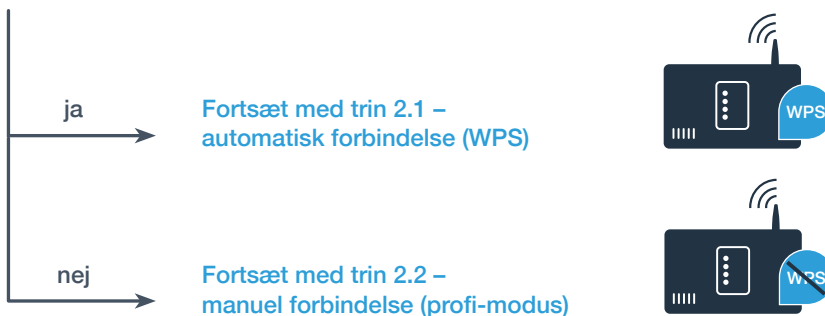 ja
Fortsæt med trin 2.1 –
automatisk forbindelse (WPS)
WPS
nej
Fortsæt med trin 2.2 –
manuel forbindelse (profi-modus)
WPS